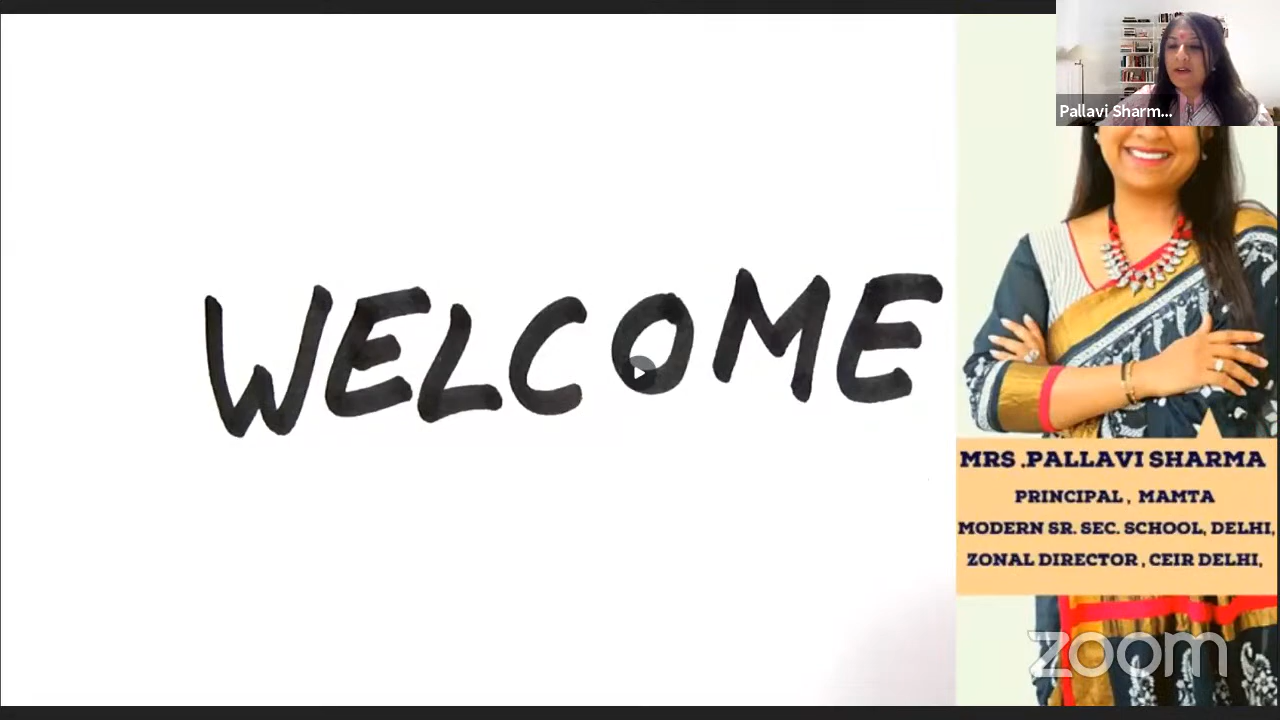 WELCOME
Pallavi Sharm...
MRS .PALLAVI SHARMA
PRINCIPAL , MAMTA
MODERN SR. SEC. SCHOOL, DELHI,
ZONAL DIRECTOR , CEIR DELHI,
zoom